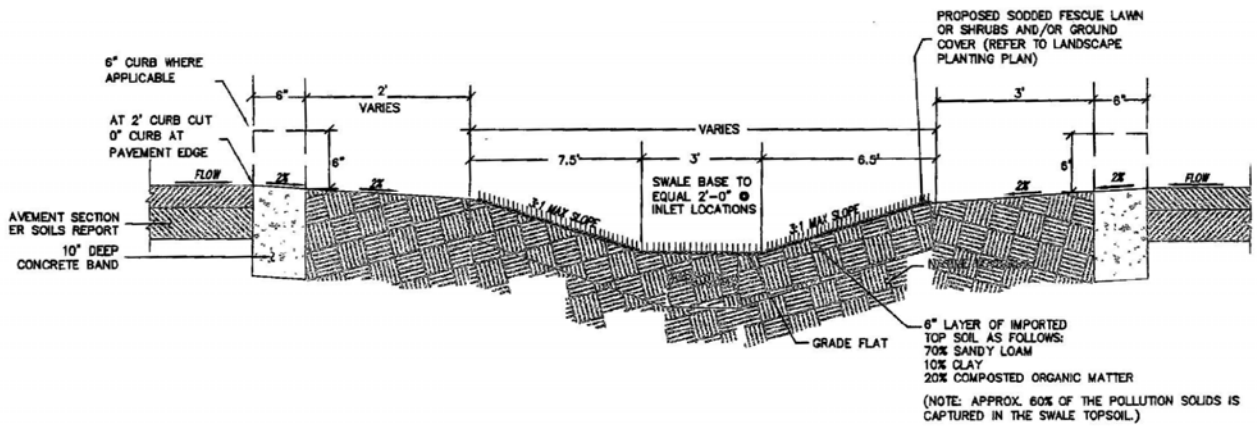 PROPOSED SODDED FESCUE LAWN
OR SHRUBS AND/OR GROUND
COVER (REFER TO LANDSCAPE
PLANTING PLAN)
6" CURB WHERE
APPLICABLE
6"
2'
VARIES
3'
6"
AT 2' CURB CUT
0" CURB AT
PAVEMENT EDGE
VARIES
6"
7.5'
3'
6.5'
6"
FLOW
2%
2%
SWALE BASE TO
EQUAL 2'-0" @
INLET LOCATIONS
2%
2%
FLOW
3:1 MAX SLOPE
3:1 MAX SLOPE
AVEMENT SECTION
ER SOILS REPORT
10" DEEP
CONCRETE BAND
GRADE FLAT
6" LAYER OF IMPORTED
TOP SOIL AS FOLLOWS:
70% SANDY LOAM
10% CLAY
20% COMPOSTED ORGANIC MATTER
(NOTE: APPROX. 60% OF THE POLLUTION SOLIDS IS
CAPTURED IN THE SWALE TOPSOIL.)